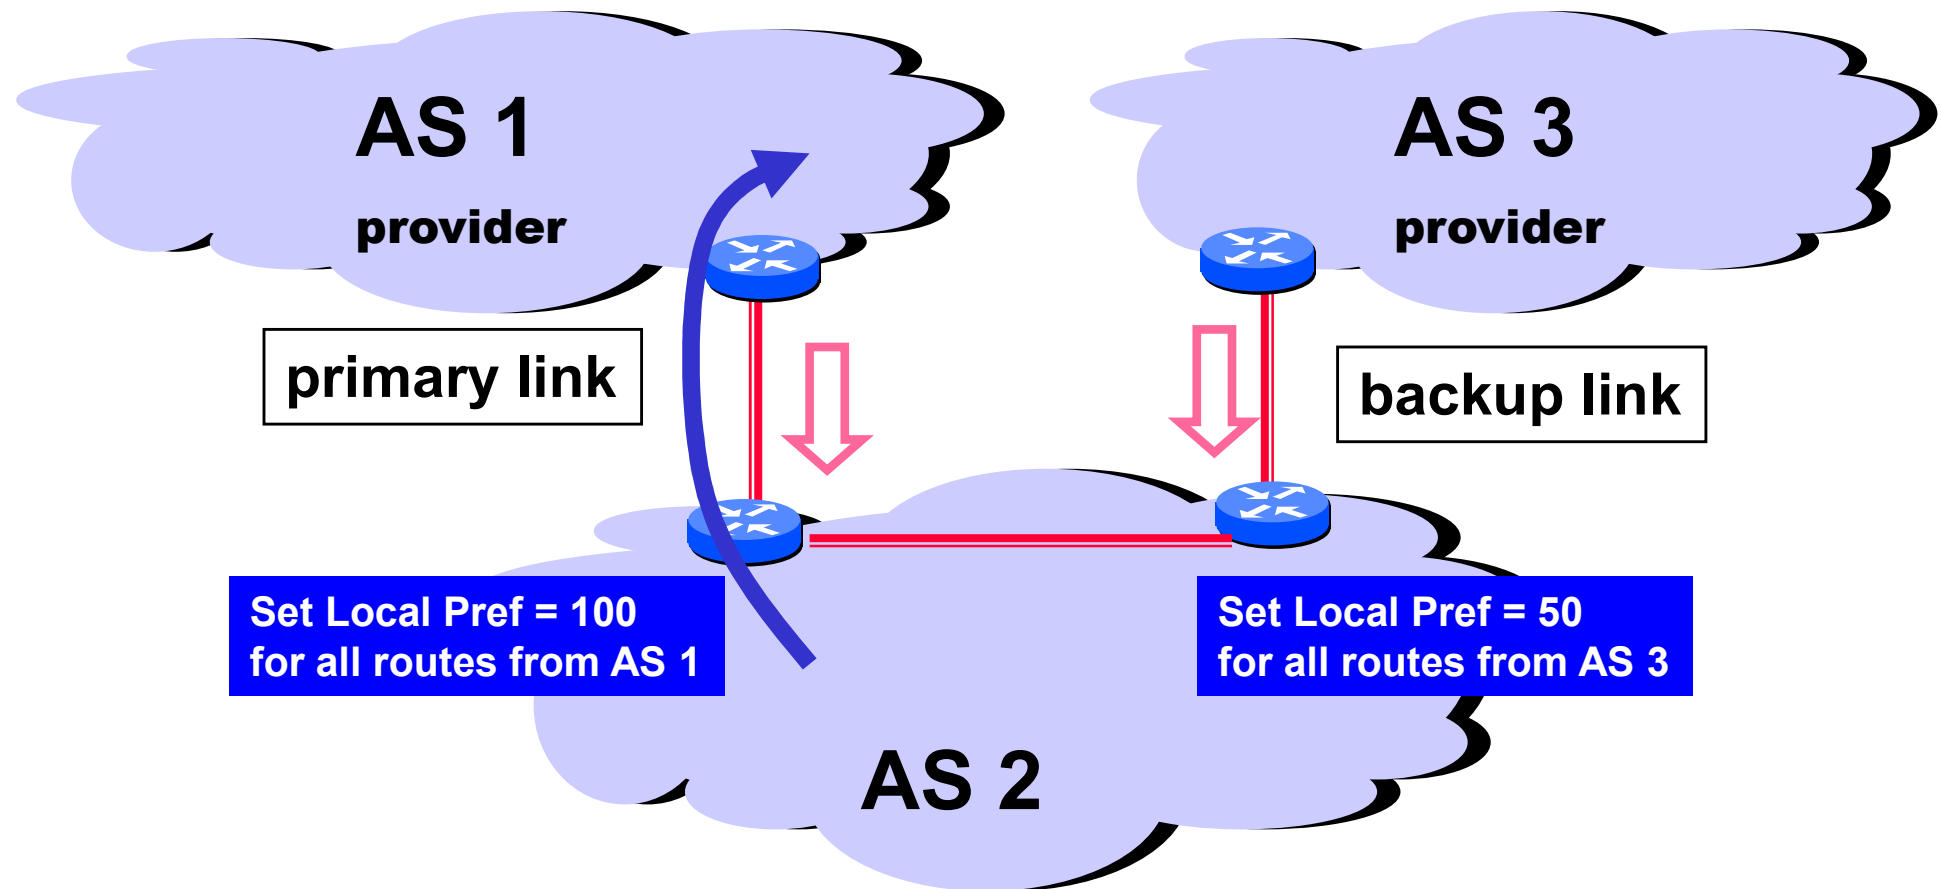 AS 1
provider
AS 3
provider
primary link
backup link
Set Local Pref = 100
for all routes from AS 1
Set Local Pref = 50
for all routes from AS 3
AS 2